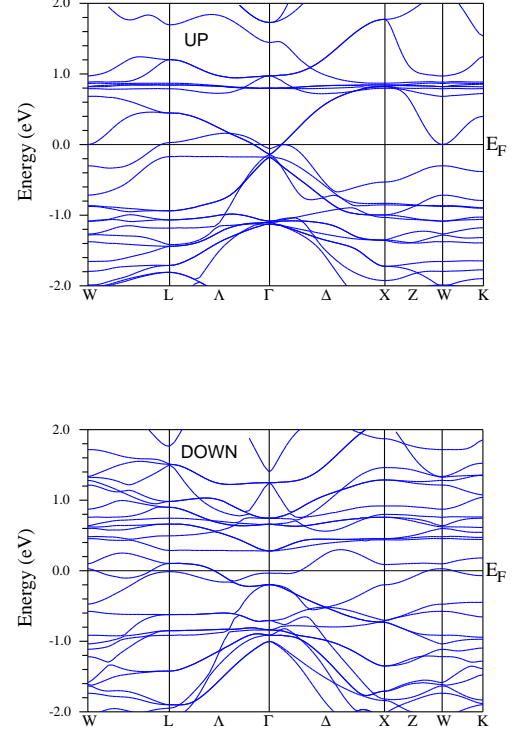 2.0
UP
1.0
0.0
E_F
Energy (eV)
-1.0
-2.0
W L Λ Γ Δ X Z W K
2.0
DOWN
1.0
0.0
E_F
Energy (eV)
-1.0
-2.0
W L Λ Γ Δ X Z W K